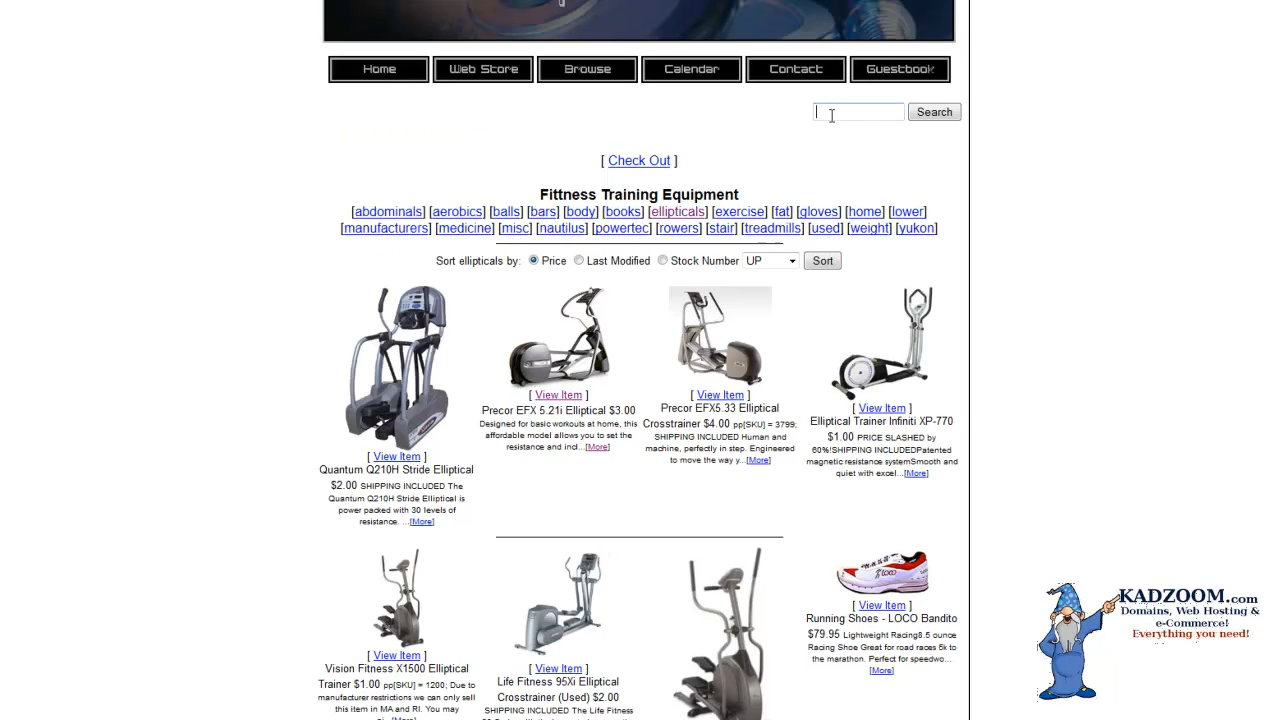 Home Web Store Browse Calendar Contact Guestbook
Search
[ Check Out ]
Fittness Training Equipment
[abdominals] [aerobics] [balls] [bars] [body] [books] [ellipticals] [exercise] [fat] [gloves] [home] [lower]
[manufacturers] [medicine] [misc] [nautilus] [powertec] [rowers] [stair] [treadmills] [used] [weight] [yukon]
Sort ellipticals by: Price Last Modified Stock Number UP Sort
[ View Item ]
Quantum Q210H Stride Elliptical
$2.00 SHIPPING INCLUDED The
Quantum Q210H Stride Elliptical is
power packed with 30 levels of
resistance. ...[More]
[ View Item ]
Precor EFX 5.21i Elliptical $3.00
Designed for basic workouts at home, this
affordable model allows you to set the
resistance and incl...[More]
[ View Item ]
Precor EFX5.33 Elliptical
Crosstrainer $4.00 pp[SKU] = 3799;
SHIPPING INCLUDED Human and
machine, perfectly in step. Engineered
to move the way y...[More]
[ View Item ]
Elliptical Trainer Infiniti XP-770
$1.00 PRICE SLASHED by
60%!SHIPPING INCLUDEDPatented
magnetic resistance systemSmooth and
quiet with excel...[More]
[ View Item ]
Vision Fitness X1500 Elliptical
Trainer $1.00 pp[SKU] = 1200; Due to
manufacturer restrictions we can only sell
this item in MA and RI. You may
[ View Item ]
Life Fitness 95Xi Elliptical
Crosstrainer (Used) $2.00
SHIPPING INCLUDED The Life Fitness
[ View Item ]
Running Shoes - LOCO Bandito
$79.95 Lightweight Racing8.5 ounce
Racing Shoe Great for road races 5k to
the marathon. Perfect for speedwo...
[More]
KADZOOM.com
Domains, Web Hosting &
e-Commerce!
Everything you need!